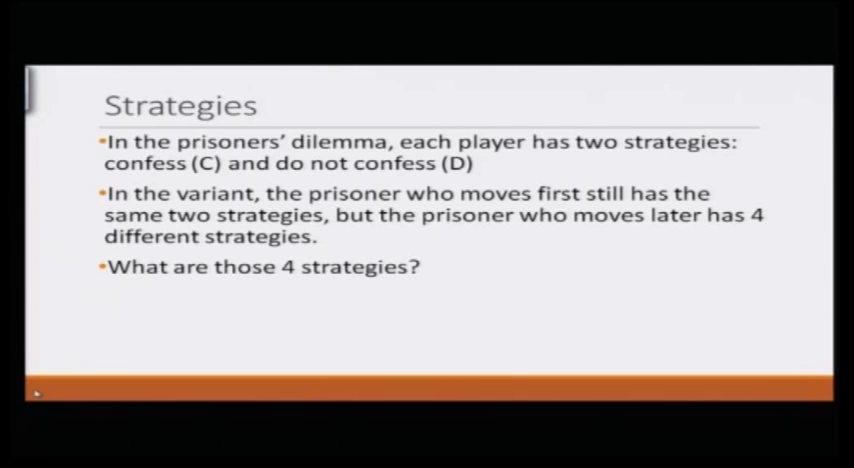 Strategies
•In the prisoners' dilemma, each player has two strategies:
confess (C) and do not confess (D)
•In the variant, the prisoner who moves first still has the
same two strategies, but the prisoner who moves later has 4
different strategies.
•What are those 4 strategies?